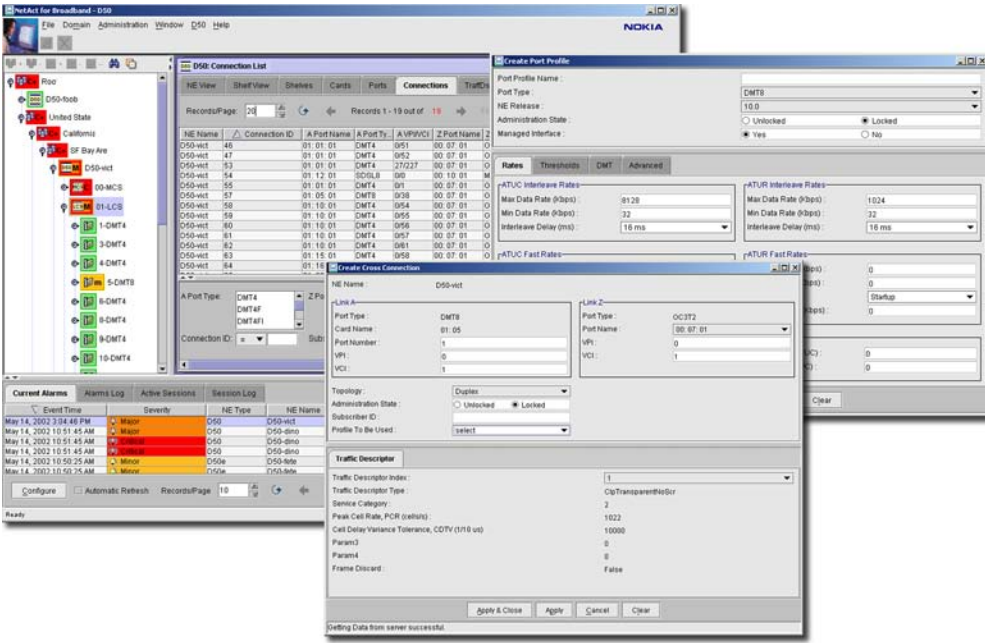 NetAct for Broadband - D50
File Domain Administration Window D50 Help
NOKIA
Roo
D50-foob
United State
California
SF Bay Are
D50-vict
00-MCS
01-LCS
1-DMT4
3-DMT4
4-DMT4
5-DMT8
6-DMT4
8-DMT4
9-DMT4
10-DMT4
D50: Connection List
NE View Shelf View Shelves Cards Ports Connections
Records/Page: 20 Records 1 - 19 out of 19
NE Name Connection ID A Port Name A Port Ty... A VPI/VCI Z Port Name Z
D50-vict 46 01: 01: 01 DMT4 0/51 00: 07: 01 O
D50-vict 47 01: 01: 01 DMT4 0/52 00: 07: 01 O
D50-vict 53 01: 01: 01 DMT4 27/227 00: 07: 01 O
D50-vict 54 01: 12: 01 SDSL8 0/0 00: 10: 01 M
D50-vict 55 01: 01: 01 DMT4 0/1 00: 07: 01 O
D50-vict 57 01: 05: 01 DMT8 0/38 00: 07: 01 O
D50-vict 58 01: 10: 01 DMT4 0/54 00: 07: 01 O
D50-vict 59 01: 10: 01 DMT4 0/55 00: 07: 01 O
D50-vict 60 01: 10: 01 DMT4 0/56 00: 07: 01 O
D50-vict 61 01: 10: 01 DMT4 0/57 00: 07: 01 O
D50-vict 62 01: 10: 01 DMT4 0/61 00: 07: 01 O
D50-vict 63 01: 15: 01 DMT4 0/58 00: 07: 01 O
D50-vict 64 01: 16
A Port Type: DMT4 Z Po
DMT4F
DMT4FI
Connection ID: = Subs
Current Alarms Alarms Log Active Sessions Session Log
Event Time Severity NE Type NE Name
May 14, 2002 3:04:46 PM Major D50 D50-vict
May 14, 2002 10:51:45 AM Major D50 D50-dino
May 14, 2002 10:51:45 AM Critical D50 D50-dino
May 14, 2002 10:51:45 AM Critical D50 D50-dino
May 14, 2002 10:50:25 AM Minor D50e D50-fete
May 14, 2002 10:50:25 AM Minor D50e D50-fete
Configure Automatic Refresh Records/Page 10
Ready
Create Port Profile
Port Profile Name :
Port Type : DMT8
NE Release : 10.0
Administration State : Unlocked Locked
Managed Interface : Yes No
Rates Thresholds DMT Advanced
ATUC Interleave Rates
Max Data Rate (Kbps) : 8128
Min Data Rate (Kbps) : 32
Interleave Delay (ms) : 16 ms
ATUR Interleave Rates
Max Data Rate (Kbps) : 1024
Min Data Rate (Kbps) : 32
Interleave Delay (ms) : 16 ms
ATUC Fast Rates
ATUR Fast Rates
bps) : 0
bps) : 0
Startup
bps) : 0
UC) : 0
C) : 0
Clear
Create Cross Connection
NE Name : D50-vict
Link A
Port Type : DMT8
Card Name : 01: 05
Port Number : 1
VPI : 0
VCI : 1
Link Z
Port Type : OC3T2
Port Name : 00: 07: 01
VPI : 0
VCI : 1
Topology : Duplex
Administration State : Unlocked Locked
Subscriber ID :
Profile To Be Used : select
Traffic Descriptor
Traffic Descriptor Index : 1
Traffic Descriptor Type : ClpTransparentNoScr
Service Category : 2
Peak Cell Rate, PCR (cells/s) : 1022
Cell Delay Variance Tolerance, CDTV (1/10 us) 10000
Param3 0
Param4 0
Frame Discard : False
Apply & Close Apply Cancel Clear
Getting Data from server successful.